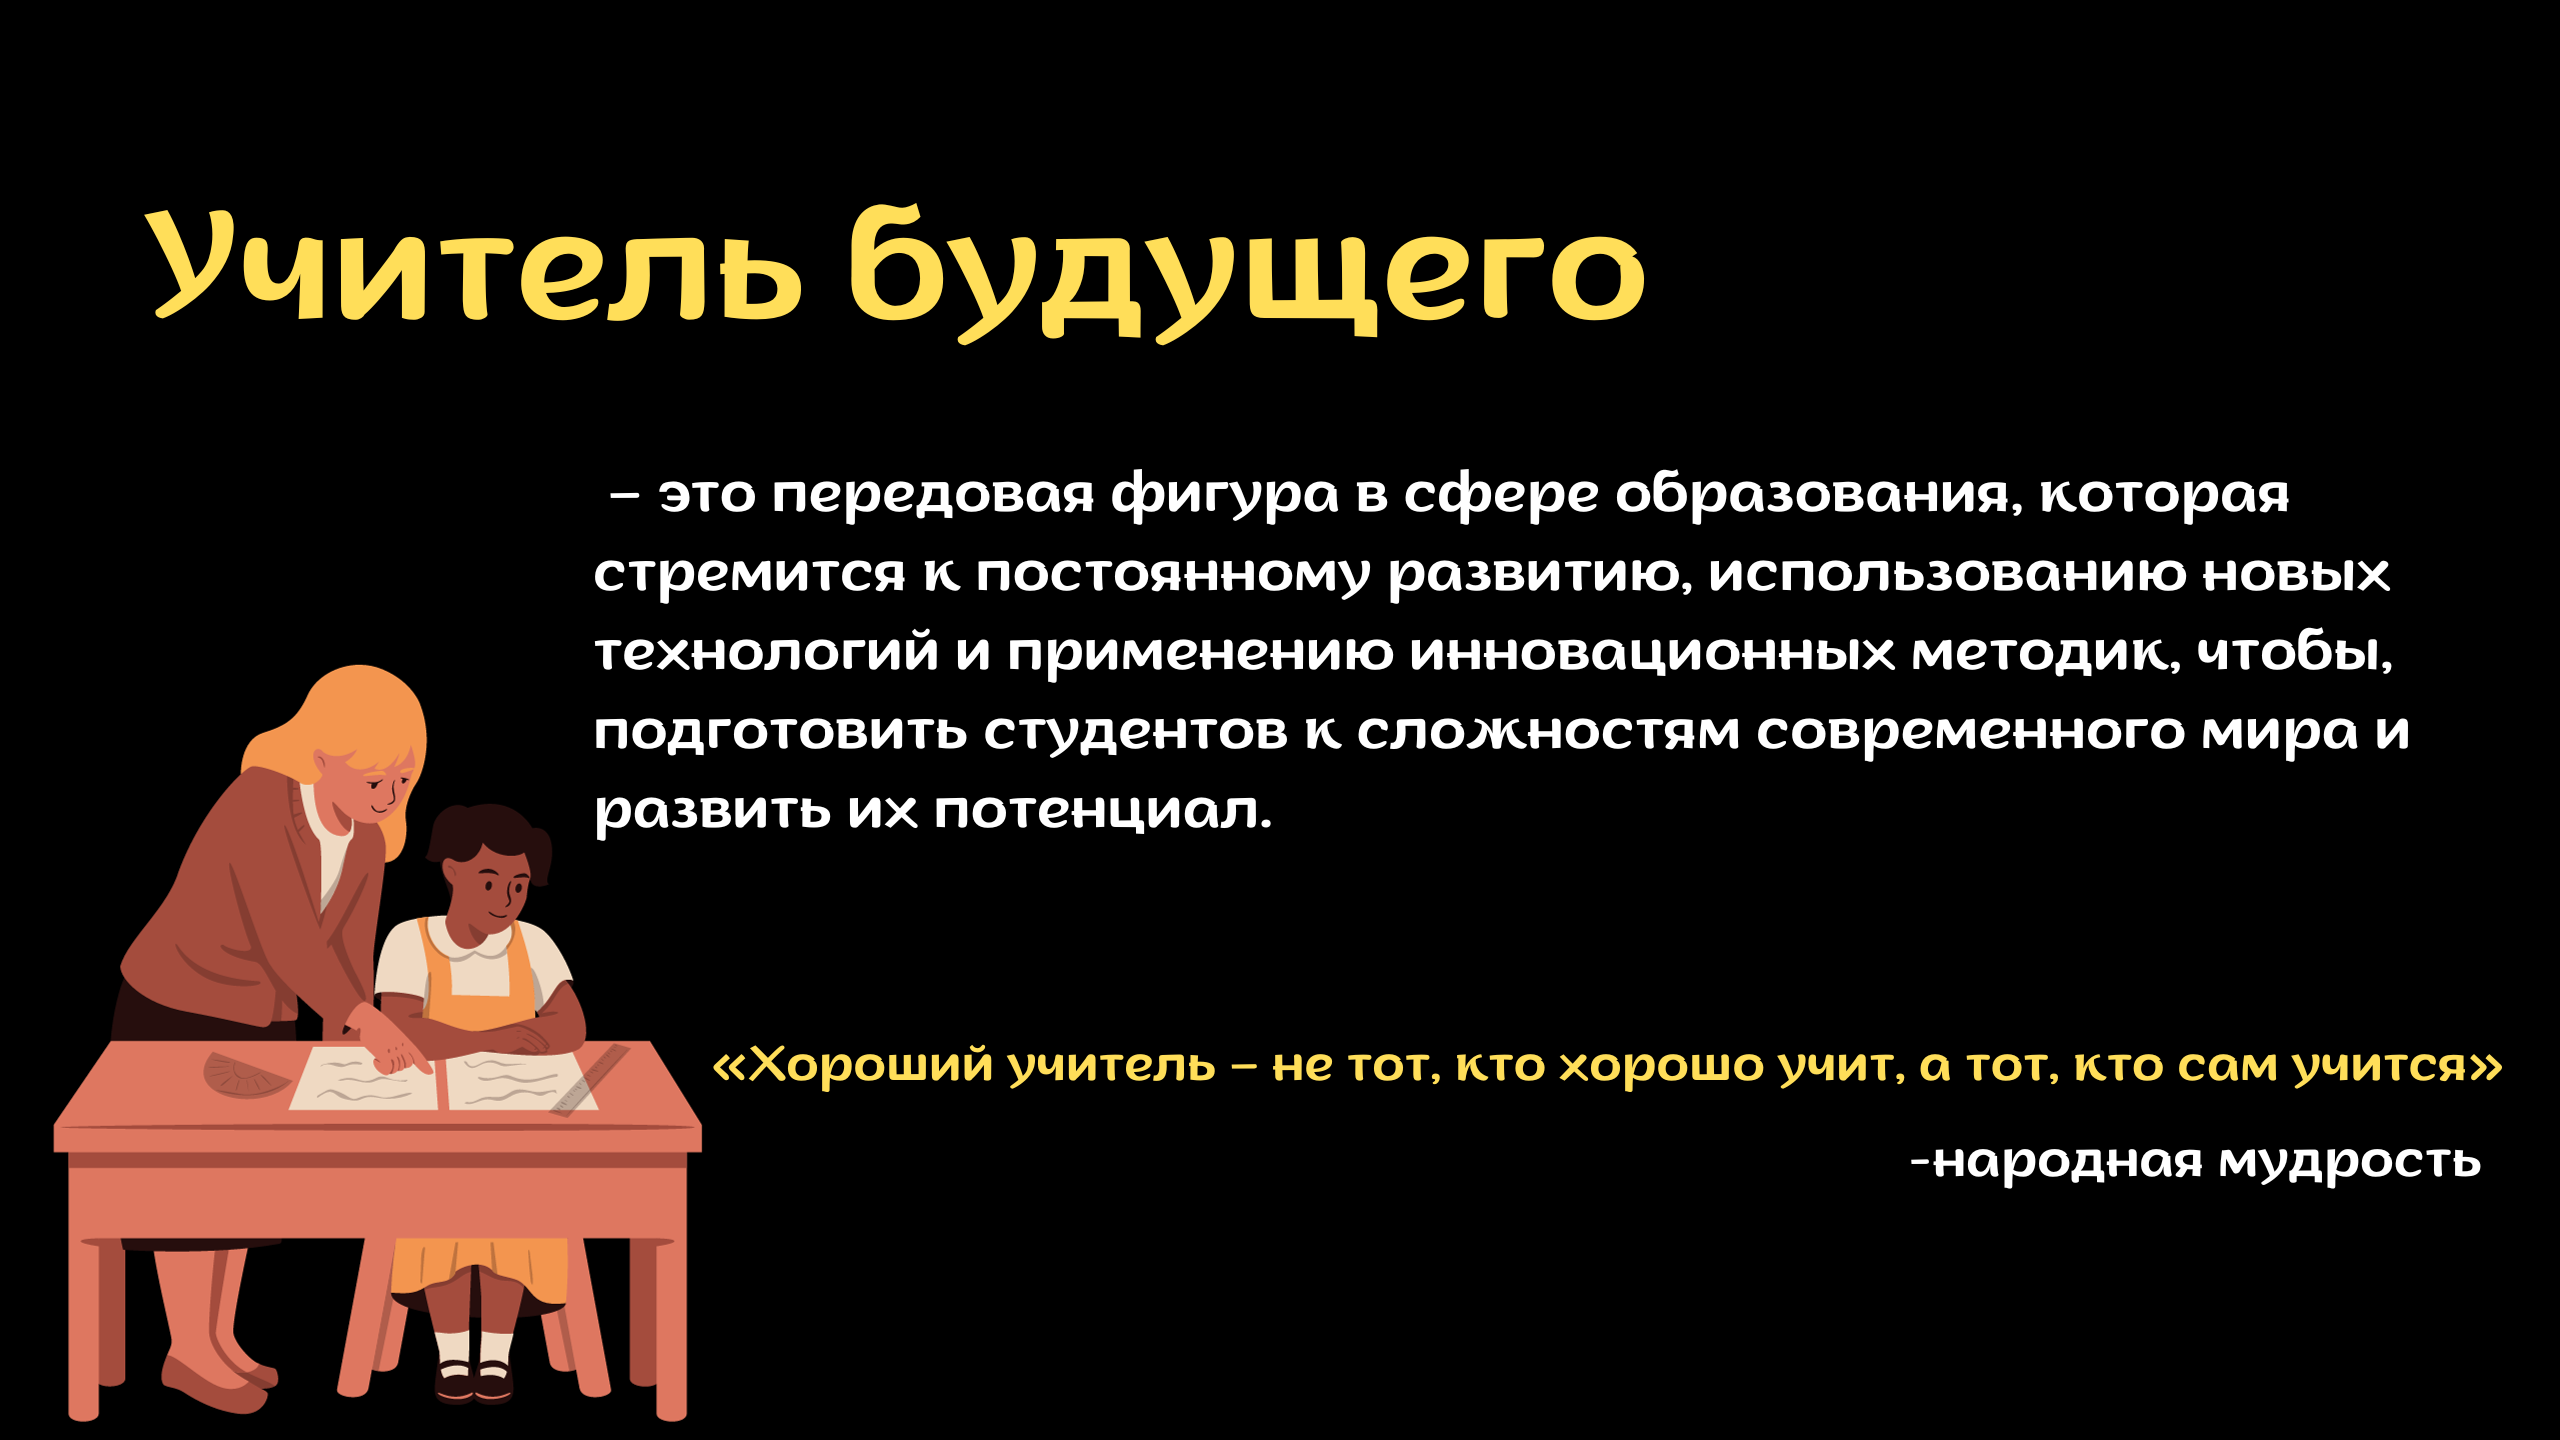 Учитель будущего
– это передовая фигура в сфере образования, которая
стремится к постоянному развитию, использованию новых
технологий и применению инновационных методик, чтобы,
подготовить студентов к сложностям современного мира и
развить их потенциал.
«Хороший учитель – не тот, кто хорошо учит, а тот, кто сам учится»
-народная мудрость